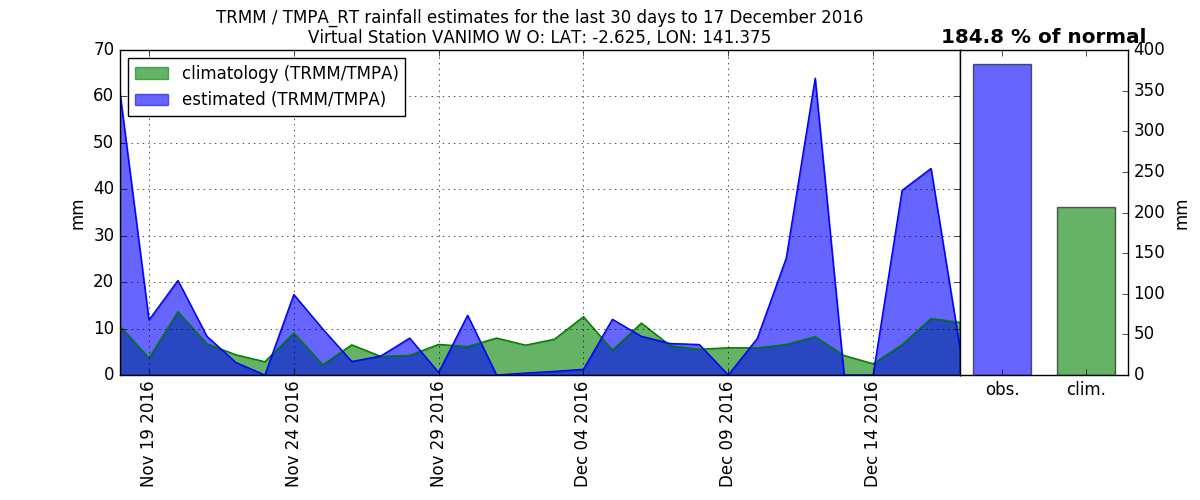 TRMM / TMPA_RT rainfall estimates for the last 30 days to 17 December 2016
Virtual Station VANIMO W O: LAT: -2.625, LON: 141.375
184.8 % of normal
climatology (TRMM/TMPA)
estimated (TRMM/TMPA)
70
60
50
40
30
20
10
0
mm
Nov 19 2016
Nov 24 2016
Nov 29 2016
Dec 04 2016
Dec 09 2016
Dec 14 2016
obs.
clim.
400
350
300
250
200
150
100
50
0
mm